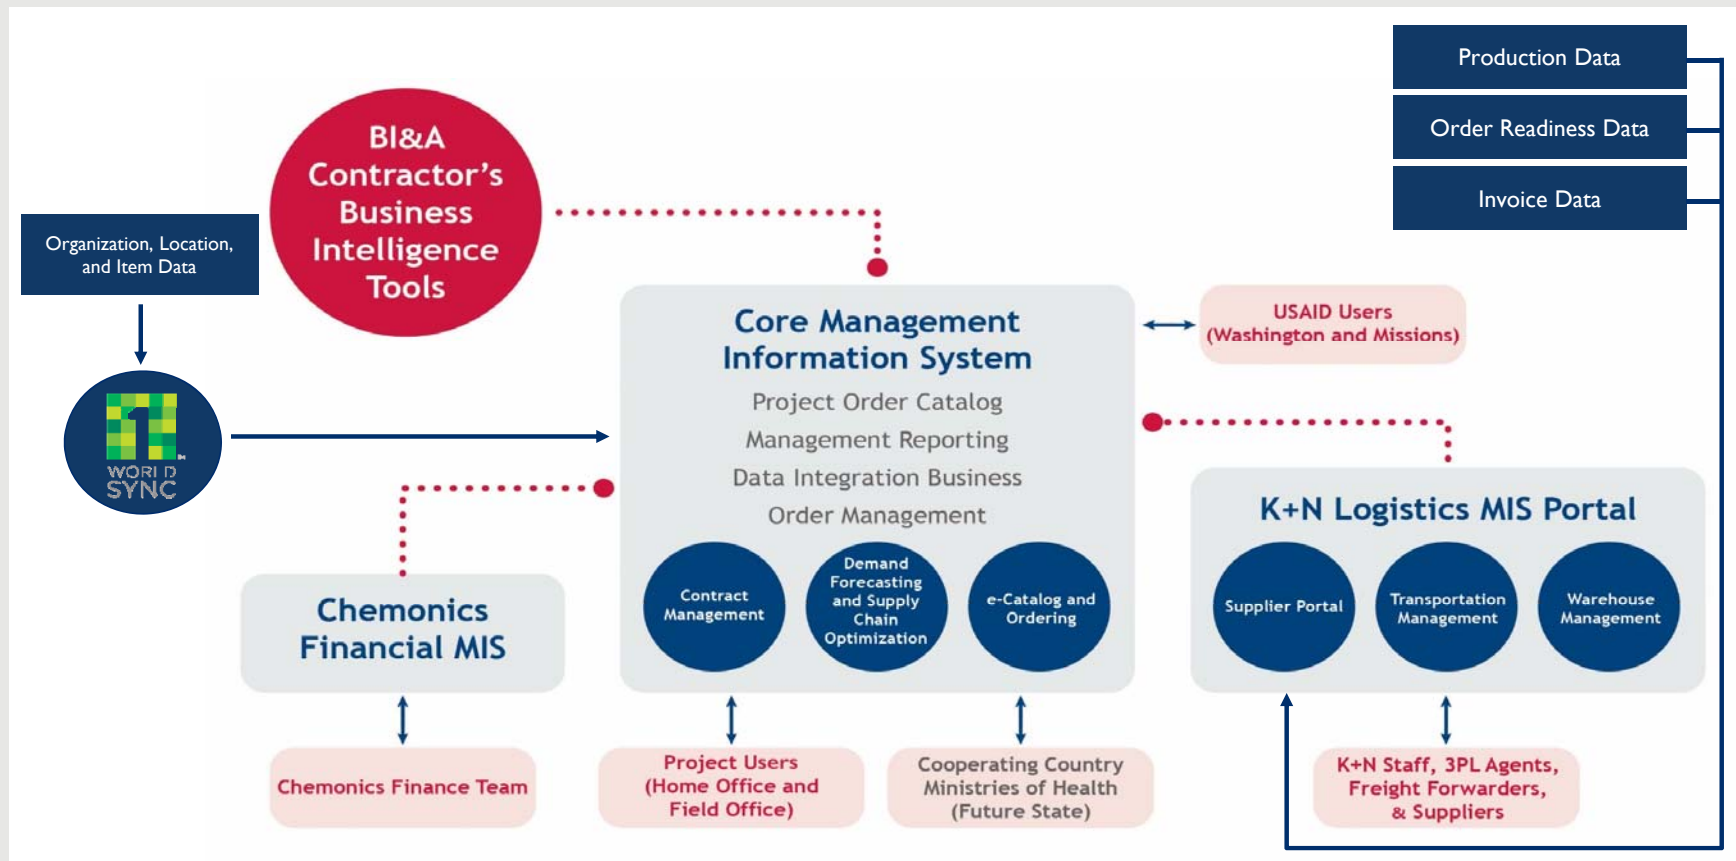 Production Data
Order Readiness Data
Invoice Data
BI&A
Contractor's
Business
Intelligence
Tools
Organization, Location,
and Item Data
1
WORLD
SYNC
TM
Core Management
Information System
Project Order Catalog
Management Reporting
Data Integration Business
Order Management
Contract
Management
Demand
Forecasting
and Supply
Chain
Optimization
e-Catalog and
Ordering
USAID Users
(Washington and Missions)
K+N Logistics MIS Portal
Supplier Portal
Transportation
Management
Warehouse
Management
Chemonics
Financial MIS
Chemonics Finance Team
Project Users
(Home Office and
Field Office)
Cooperating Country
Ministries of Health
(Future State)
K+N Staff, 3PL Agents,
Freight Forwarders,
& Suppliers